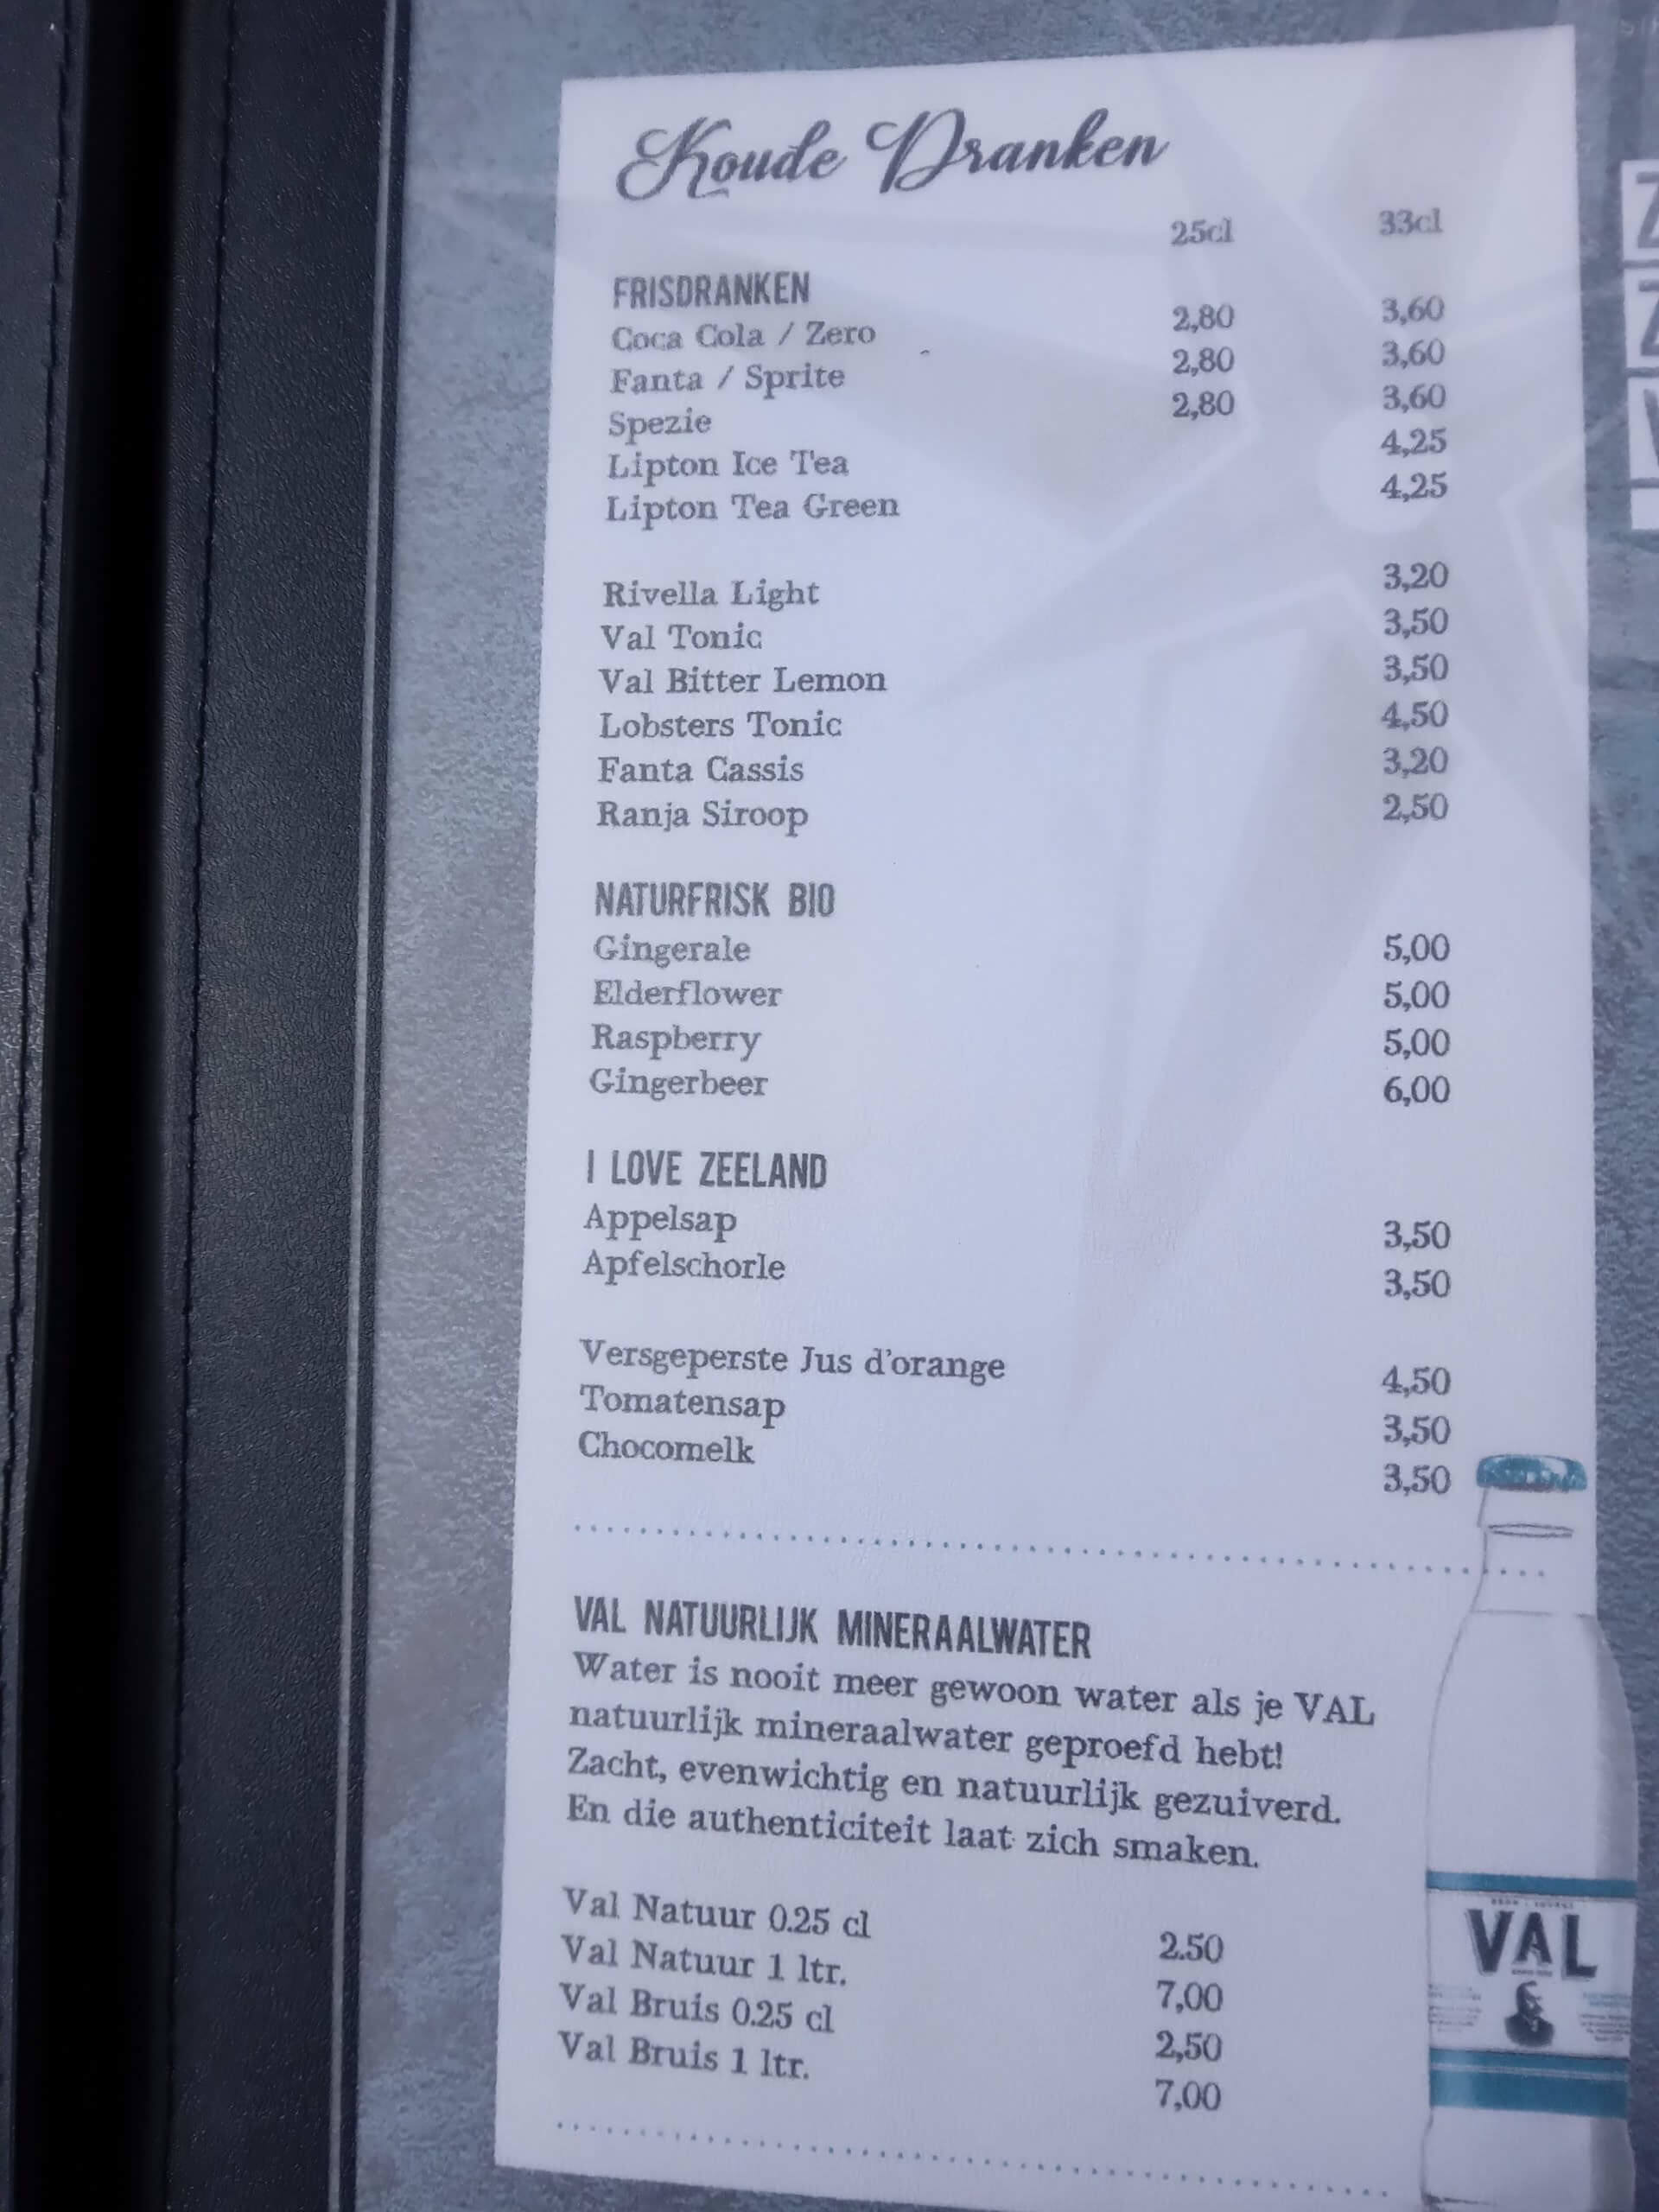 Koude Dranken
25cl 33cl
FRISDRANKEN
Coca Cola / Zero 2,80 3,60
Fanta / Sprite 2,80 3,60
Spezie 2,80 3,60
Lipton Ice Tea 4,25
Lipton Tea Green 4,25
Rivella Light 3,20
Val Tonic 3,50
Val Bitter Lemon 3,50
Lobsters Tonic 4,50
Fanta Cassis 3,20
Ranja Siroop 2,50
NATURFRISK BIO
Gingerale 5,00
Elderflower 5,00
Raspberry 5,00
Gingerbeer 6,00
I LOVE ZEELAND
Appelsap 3,50
Apfelschorle 3,50
Versgeperste Jus d'orange 4,50
Tomatensap 3,50
Chocomelk 3,50
VAL NATUURLIJK MINERAALWATER
Water is nooit meer gewoon water als je VAL
natuurlijk mineraalwater geproefd hebt!
Zacht, evenwichtig en natuurlijk gezuiverd.
En die authenticiteit laat zich smaken.
Val Natuur 0.25 cl 2.50
Val Natuur 1 ltr. 7,00
Val Bruis 0.25 cl 2,50
Val Bruis 1 ltr. 7,00
VAL